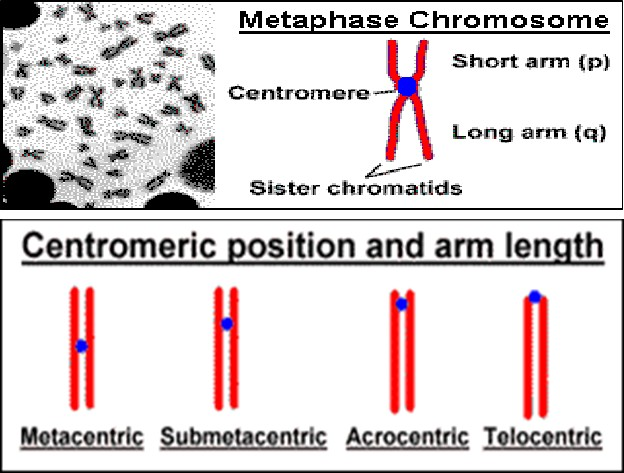 Metaphase Chromosome
Short arm (p)
Centromere
Long arm (q)
Sister chromatids
Centromeric position and arm length
Metacentric Submetacentric Acrocentric Telocentric